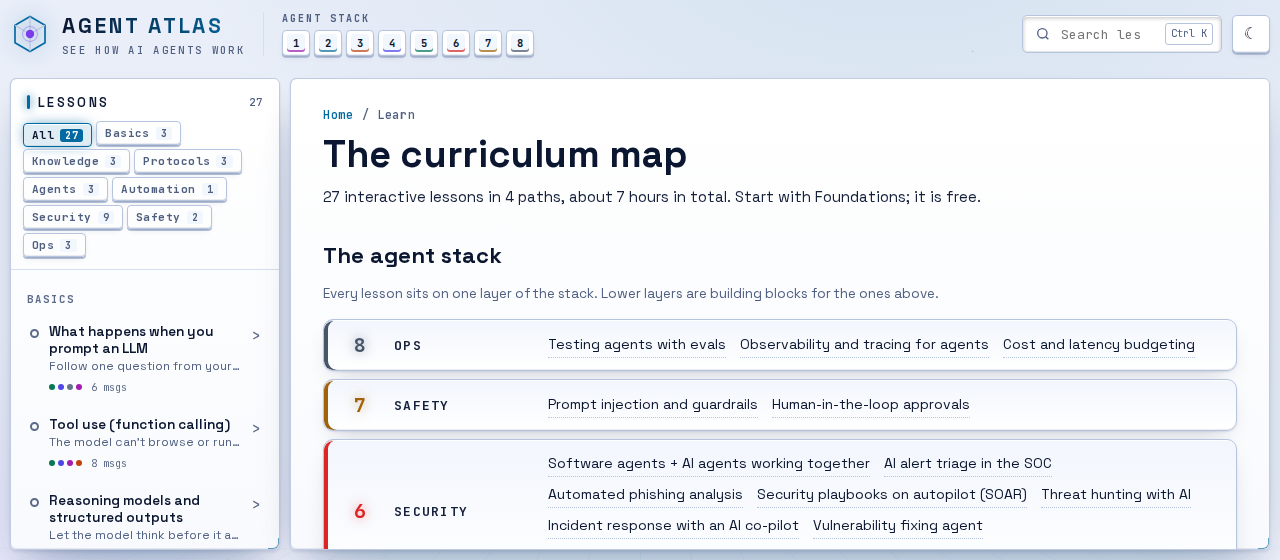 AGENT ATLAS
SEE HOW AI AGENTS WORK
AGENT STACK
1 2 3 4 5 6 7 8
Search les Ctrl K
LESSONS 27
All 27 Basics 3
Knowledge 3 Protocols 3
Agents 3 Automation 1
Security 9 Safety 2
Ops 3
BASICS
What happens when you
prompt an LLM
Follow one question from your…
6 msgs
Tool use (function calling)
The model can't browse or run…
8 msgs
Reasoning models and
structured outputs
Let the model think before it a…
Home / Learn
The curriculum map
27 interactive lessons in 4 paths, about 7 hours in total. Start with Foundations; it is free.
The agent stack
Every lesson sits on one layer of the stack. Lower layers are building blocks for the ones above.
8 OPS Testing agents with evals Observability and tracing for agents Cost and latency budgeting
7 SAFETY Prompt injection and guardrails Human-in-the-loop approvals
Software agents + AI agents working together AI alert triage in the SOC
Automated phishing analysis Security playbooks on autopilot (SOAR) Threat hunting with AI
6 SECURITY
Incident response with an AI co-pilot Vulnerability fixing agent